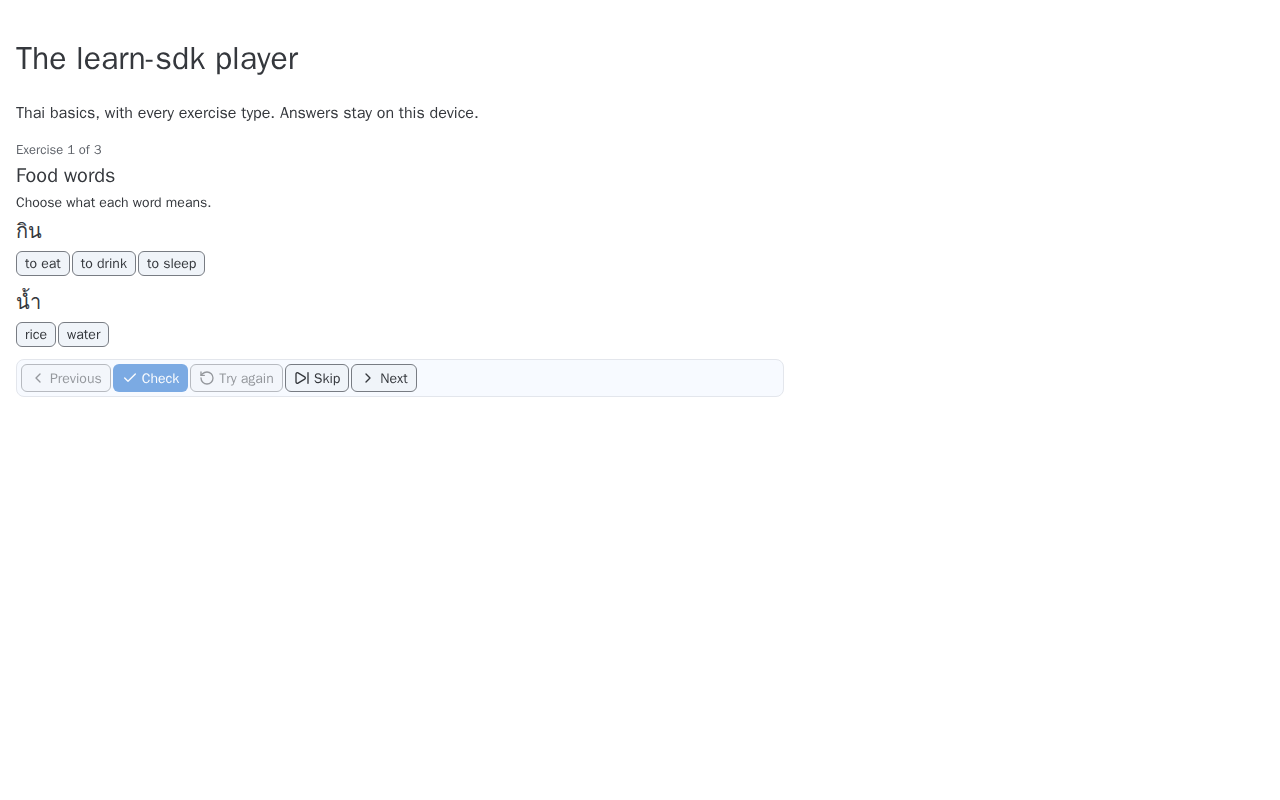 The learn-sdk player
Thai basics, with every exercise type. Answers stay on this device.
Exercise 1 of 3
Food words
Choose what each word means.
กิน
to eat to drink to sleep
น้ำ
rice water
Previous Check Try again Skip Next